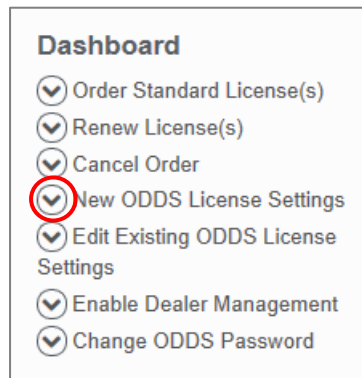 Dashboard
Order Standard License(s)
Renew License(s)
Cancel Order
New ODDS License Settings
Edit Existing ODDS License
Settings
Enable Dealer Management
Change ODDS Password